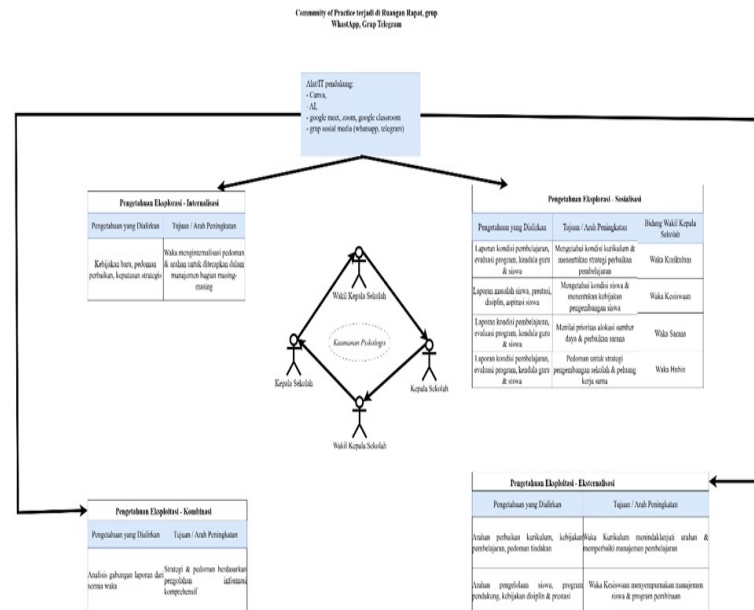 Community of Practice terjadi di Ruangan Rapat, grup
WhastApp, Grup Telegram
Alat/IT pendukung:
- Canva,
- AI,
- google meet, zoom, google classroom
- grup sosial media (whatsapp, telegram)
Pengetahuan Eksplorasi - Internalisasi
Pengetahuan yang Dialirkan
Tujuan / Arah Peningkatan
Kebijakan baru, pedoman
perbaikan, keputusan strategis
Waka menginternalisasi pedoman
& arahan untuk diterapkan dalam
manajemen bagian masing-
masing
Pengetahuan Eksplorasi - Sosialisasi
Pengetahuan yang Dialirkan
Tujuan / Arah Peningkatan
Bidang Wakil Kepala
Sekolah
Laporan kondisi pembelajaran,
evaluasi program, kendala guru
& siswa
Mengetahui kondisi kurikulum &
menentukan strategi perbaikan
pembelajaran
Waka Kurikulum
Laporan masalah siswa, prestasi,
disiplin, aspirasi siswa
Mengetahui kondisi siswa &
menentukan kebijakan
pengembangan siswa
Waka Kesiswaan
Laporan kondisi pembelajaran,
evaluasi program, kendala guru
& siswa
Menilai prioritas alokasi sumber
daya & perbaikan sarana
Waka Sarana
Laporan kondisi pembelajaran,
evaluasi program, kendala guru
& siswa
Pedoman untuk strategi
pengembangan sekolah & peluang
kerja sama
Waka Hubin
Wakil Kepala Sekolah
Keamanan Psikologis
Kepala Sekolah
Kepala Sekolah
Wakil Kepala Sekolah
Pengetahuan Eksploitasi - Kombinasi
Pengetahuan yang Dialirkan
Tujuan / Arah Peningkatan
Analisis gabungan laporan dari
semua waka
Strategi & pedoman berdasarkan
pengolahan informasi
komprehensif
Pengetahuan Eksploitasi - Eksternalisasi
Pengetahuan yang Dialirkan
Tujuan / Arah Peningkatan
Arahan perbaikan kurikulum, kebijakan
pembelajaran, pedoman tindakan
Waka Kurikulum menindaklanjuti arahan &
memperbaiki manajemen pembelajaran
Arahan pengelolaan siswa, program
pendukung, kebijakan disiplin & prestasi
Waka Kesiswaan menyempurnakan manajemen
siswa & program pembinaan